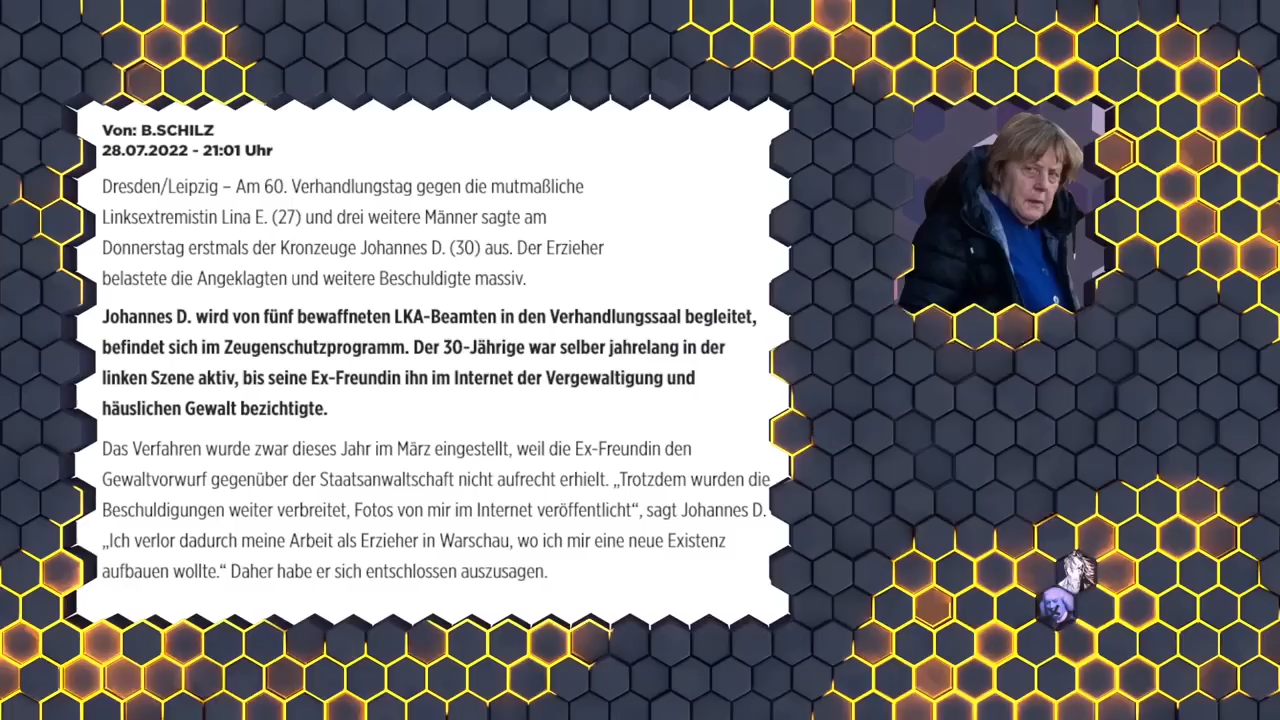 Von: B.SCHILZ
28.07.2022 - 21:01 Uhr
Dresden/Leipzig – Am 60. Verhandlungstag gegen die mutmaßliche
Linksextremistin Lina E. (27) und drei weitere Männer sagte am
Donnerstag erstmals der Kronzeuge Johannes D. (30) aus. Der Erzieher
belastete die Angeklagten und weitere Beschuldigte massiv.
Johannes D. wird von fünf bewaffneten LKA-Beamten in den Verhandlungssaal begleitet,
befindet sich im Zeugenschutzprogramm. Der 30-Jährige war selber jahrelang in der
linken Szene aktiv, bis seine Ex-Freundin ihn im Internet der Vergewaltigung und
häuslichen Gewalt bezichtigte.
Das Verfahren wurde zwar dieses Jahr im März eingestellt, weil die Ex-Freundin den
Gewaltvorwurf gegenüber der Staatsanwaltschaft nicht aufrecht erhielt. „Trotzdem wurden die
Beschuldigungen weiter verbreitet, Fotos von mir im Internet veröffentlicht“, sagt Johannes D.
„Ich verlor dadurch meine Arbeit als Erzieher in Warschau, wo ich mir eine neue Existenz
aufbauen wollte.“ Daher habe er sich entschlossen auszusagen.